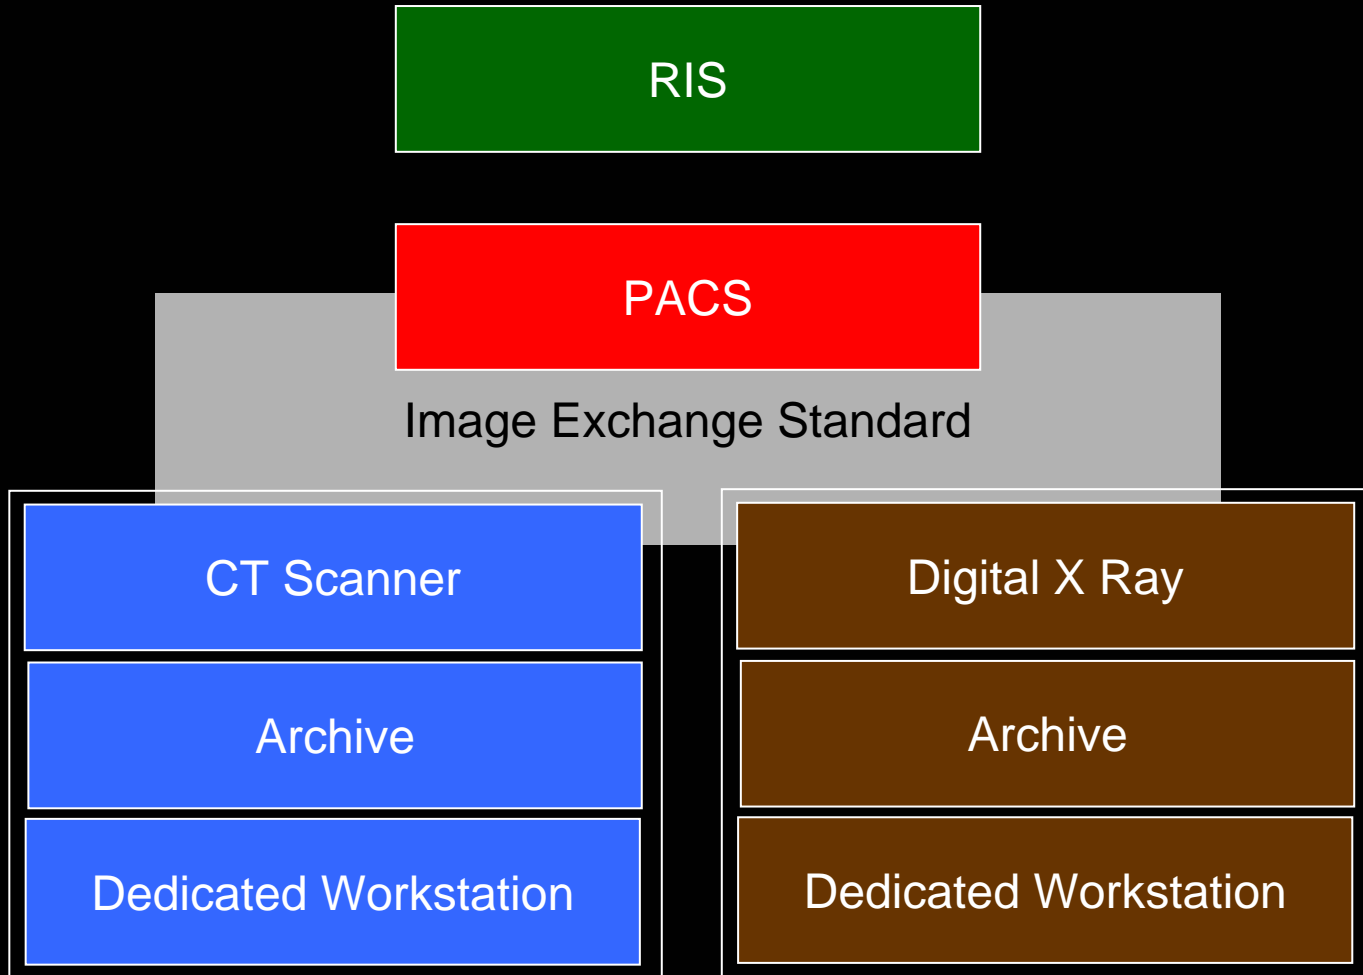 RIS
PACS
Image Exchange Standard
CT Scanner
Digital X Ray
Archive
Archive
Dedicated Workstation
Dedicated Workstation